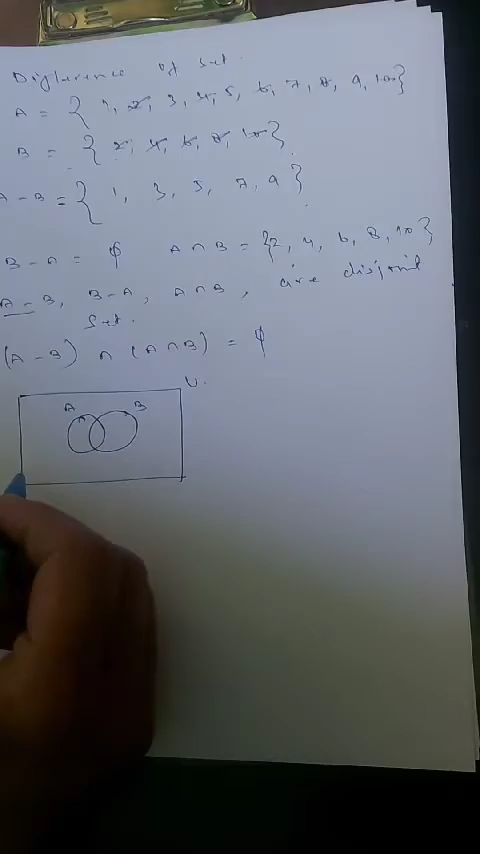 Difference of set.
A = { 1, 2, 3, 4, 5, 6, 7, 8, 9, 10 }
B = { 2, 4, 6, 8, 10 }
A - B = { 1, 3, 5, 7, 9 }
B - A = ϕ A ∩ B = {2, 4, 6, 8, 10}
A - B, B - A, A ∩ B, are disjoint
Set.
(A - B) ∩ (A ∩ B) = ϕ
U.
A B